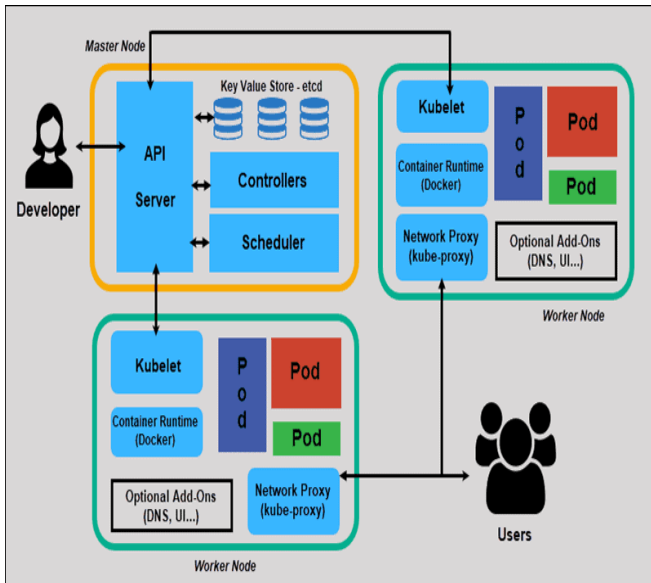 Master Node
Key Value Store - etcd
API
Server
Controllers
Scheduler
Developer
Kubelet
Container Runtime
(Docker)
Network Proxy
(kube-proxy)
P
o
d
Pod
Pod
Optional Add-Ons
(DNS, UI...)
Worker Node
Kubelet
Container Runtime
(Docker)
P
o
d
Pod
Pod
Optional Add-Ons
(DNS, UI...)
Network Proxy
(kube-proxy)
Worker Node
Users